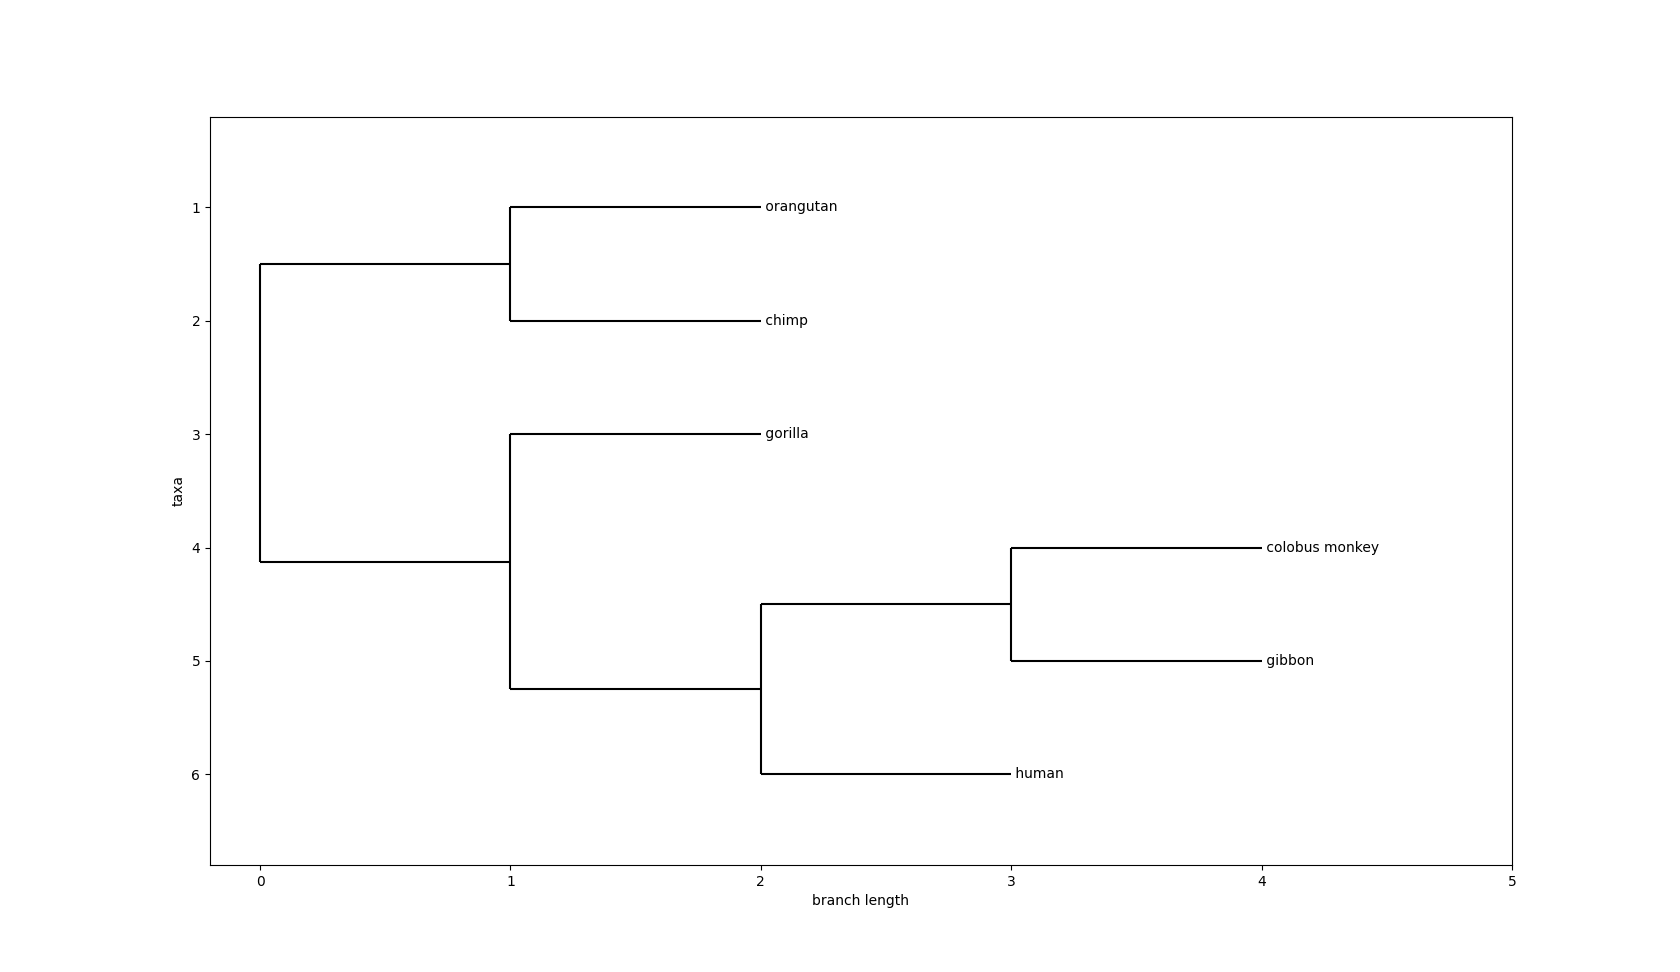 1
orangutan
2
chimp
3
gorilla
taxa
4
colobus monkey
5
gibbon
6
human
0 1 2 3 4 5
branch length